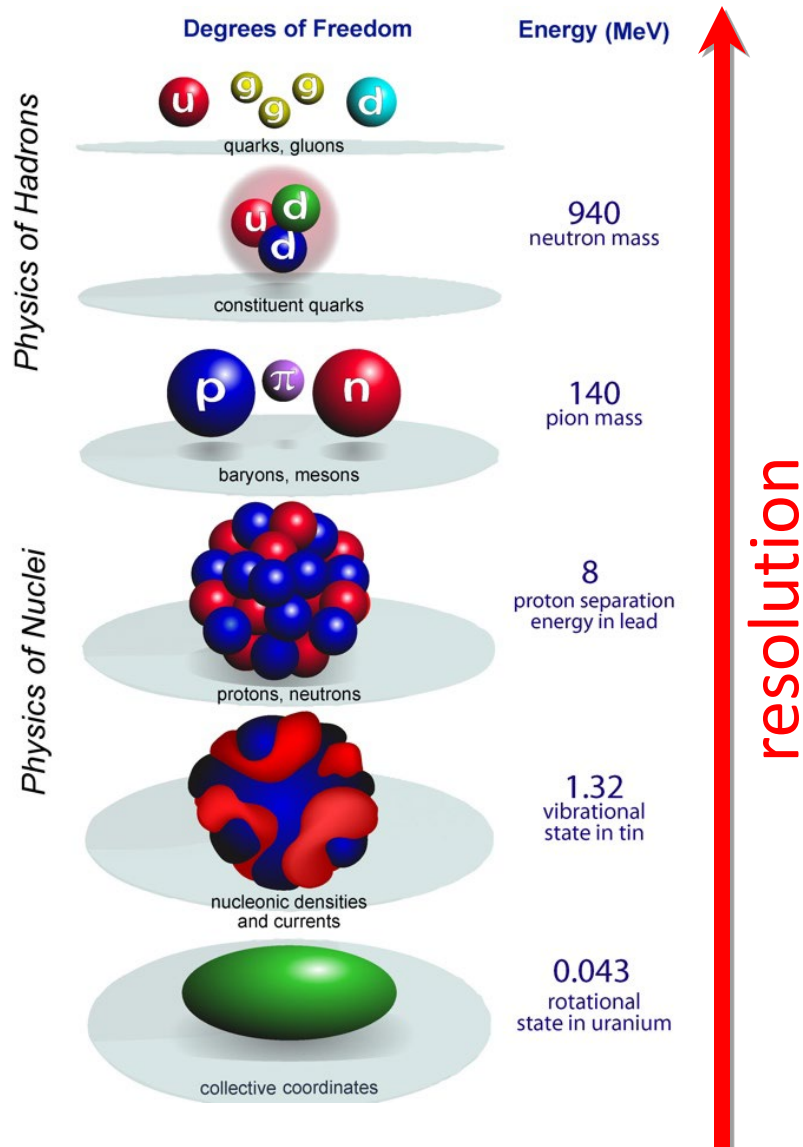 Degrees of Freedom
Energy (MeV)
u
g
g
g
d
quarks, gluons
Physics of Hadrons
u
d
d
constituent quarks
940
neutron mass
p
π
n
baryons, mesons
140
pion mass
resolution
Physics of Nuclei
protons, neutrons
8
proton separation
energy in lead
nucleonic densities
and currents
1.32
vibrational
state in tin
collective coordinates
0.043
rotational
state in uranium